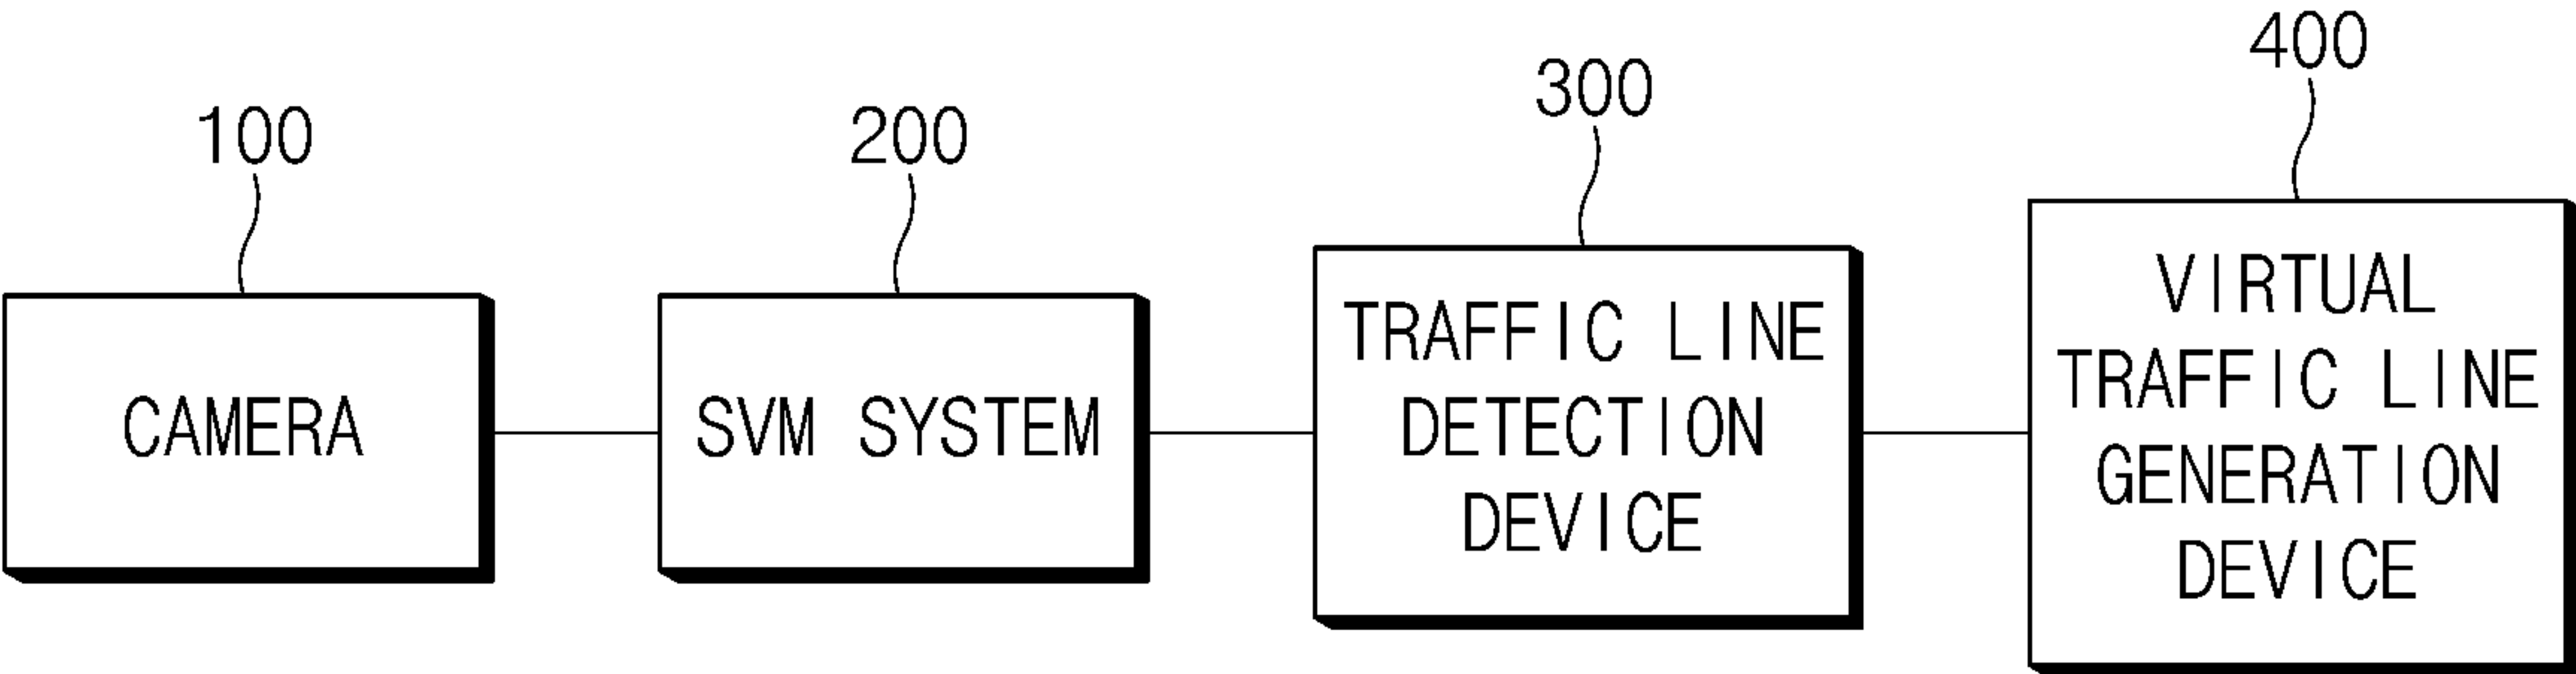 100
CAMERA
200
SVM SYSTEM
300
TRAFFIC LINE
DETECTION
DEVICE
400
VIRTUAL
TRAFFIC LINE
GENERATION
DEVICE